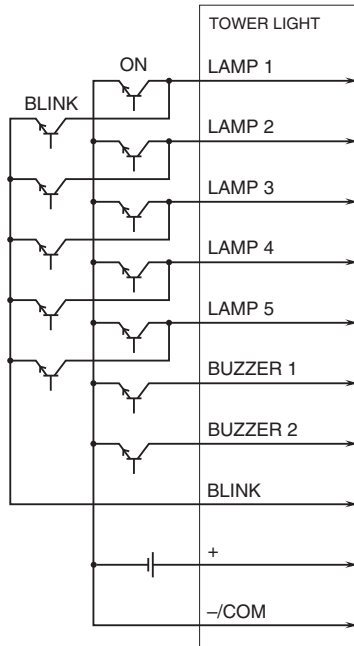 TOWER LIGHT
ON
LAMP 1
BLINK
LAMP 2
LAMP 3
LAMP 4
LAMP 5
BUZZER 1
BUZZER 2
BLINK
+
–/COM